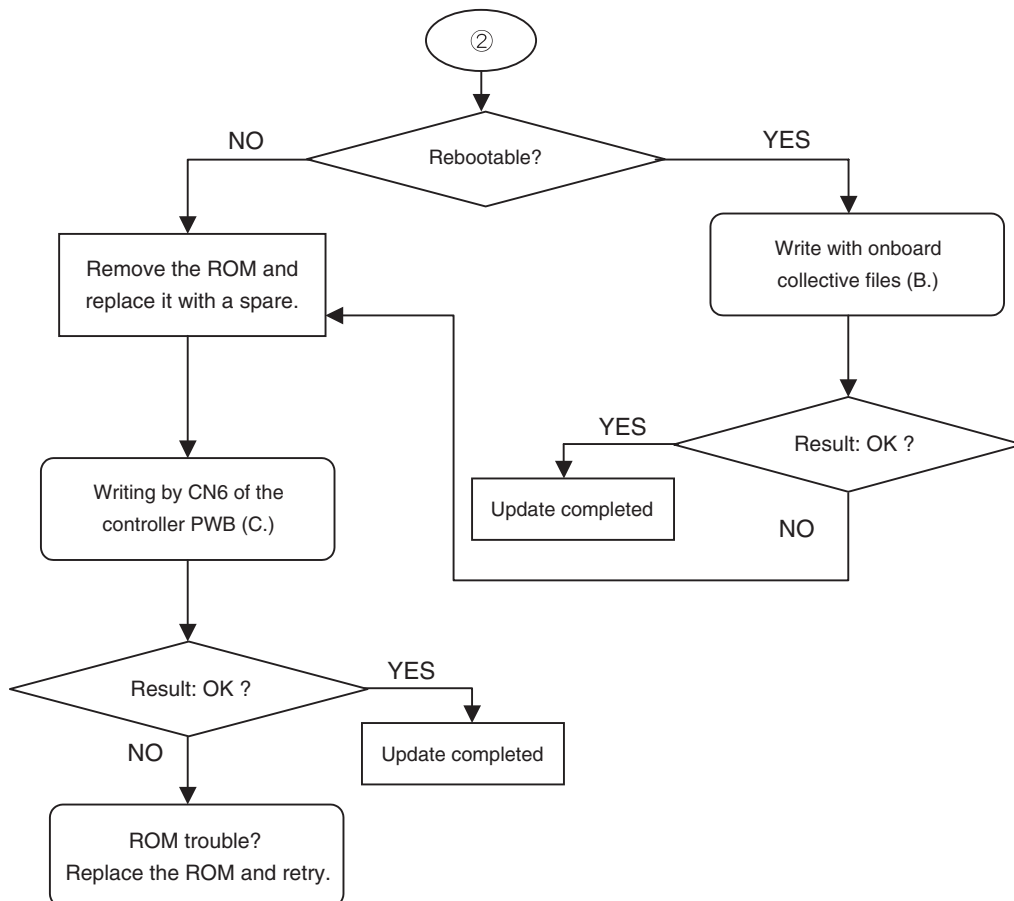 ②
NO
YES
Rebootable?
Remove the ROM and
replace it with a spare.
Write with onboard
collective files (B.)
YES
Result: OK ?
Update completed
NO
Writing by CN6 of the
controller PWB (C.)
YES
Result: OK ?
Update completed
NO
ROM trouble?
Replace the ROM and retry.